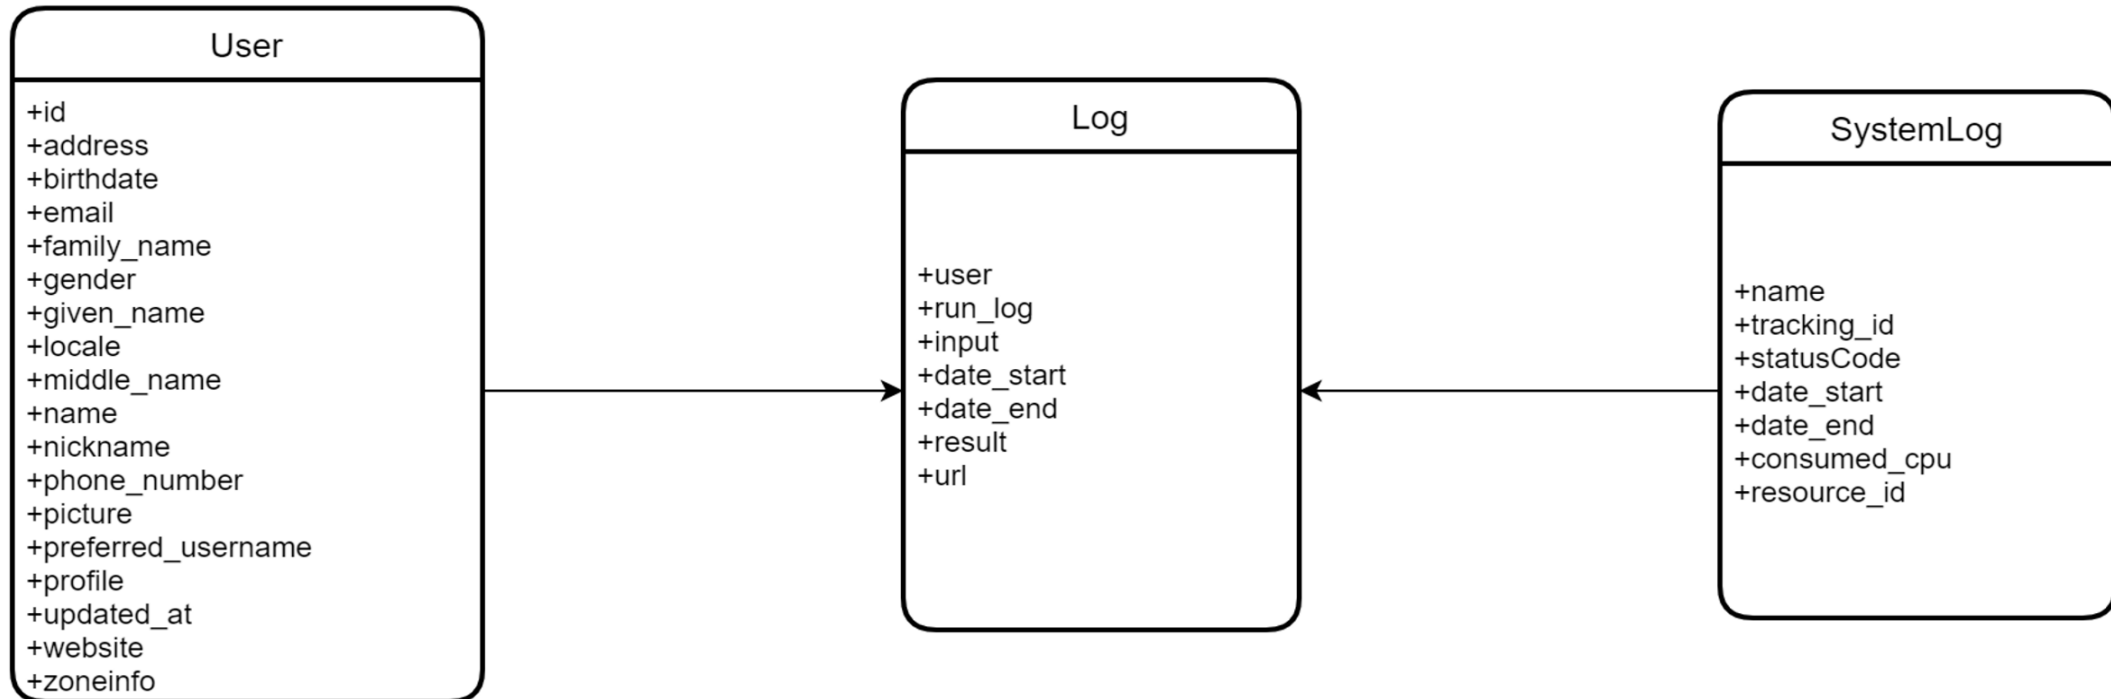 User
+id
+address
+birthdate
+email
+family_name
+gender
+given_name
+locale
+middle_name
+name
+nickname
+phone_number
+picture
+preferred_username
+profile
+updated_at
+website
+zoneinfo
Log
+user
+run_log
+input
+date_start
+date_end
+result
+url
SystemLog
+name
+tracking_id
+statusCode
+date_start
+date_end
+consumed_cpu
+resource_id